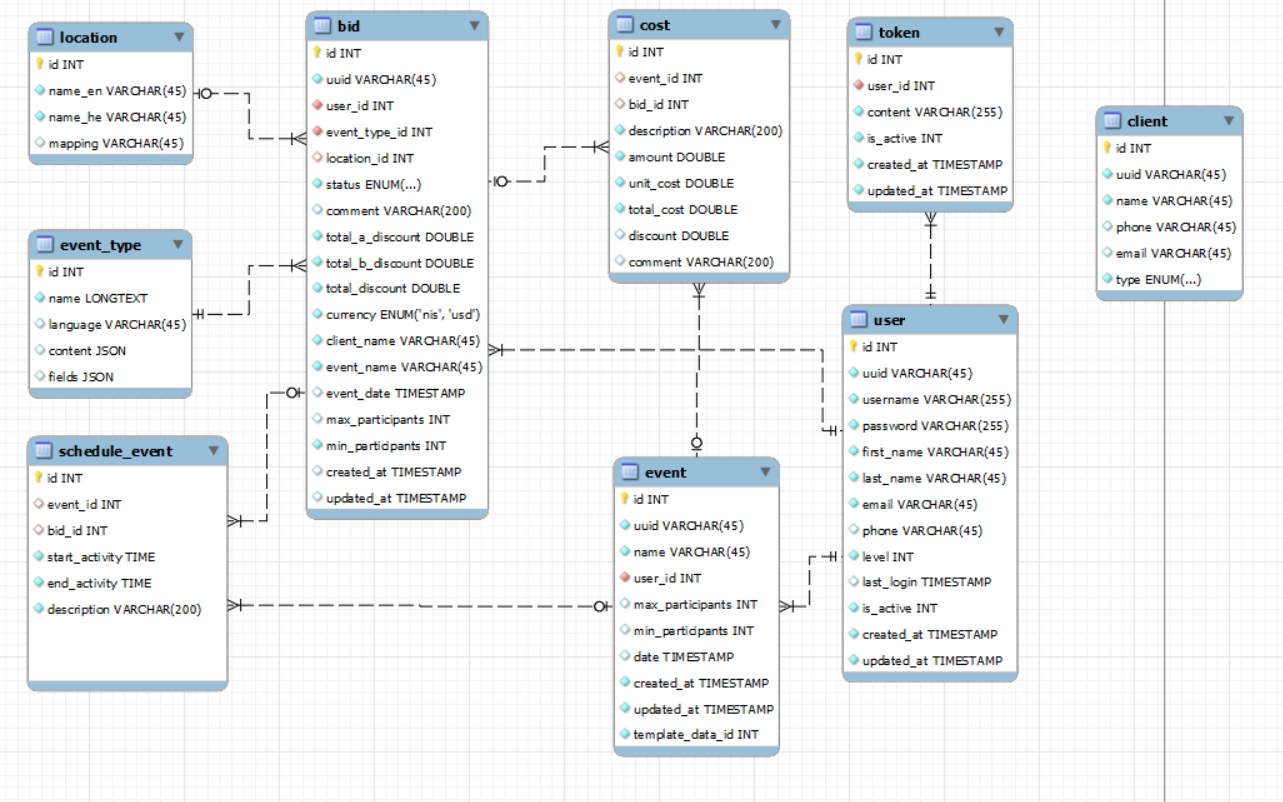 location
id INT
name_en VARCHAR(45)
name_he VARCHAR(45)
mapping VARCHAR(45)
event_type
id INT
name LONGTEXT
language VARCHAR(45)
content JSON
fields JSON
schedule_event
id INT
event_id INT
bid_id INT
start_activity TIME
end_activity TIME
description VARCHAR(200)
bid
id INT
uuid VARCHAR(45)
user_id INT
event_type_id INT
location_id INT
status ENUM(...)
comment VARCHAR(200)
total_a_discount DOUBLE
total_b_discount DOUBLE
total_discount DOUBLE
currency ENUM('nis', 'usd')
client_name VARCHAR(45)
event_name VARCHAR(45)
event_date TIMESTAMP
max_participants INT
min_participants INT
created_at TIMESTAMP
updated_at TIMESTAMP
cost
id INT
event_id INT
bid_id INT
description VARCHAR(200)
amount DOUBLE
unit_cost DOUBLE
total_cost DOUBLE
discount DOUBLE
comment VARCHAR(200)
event
id INT
uuid VARCHAR(45)
name VARCHAR(45)
user_id INT
max_participants INT
min_participants INT
date TIMESTAMP
created_at TIMESTAMP
updated_at TIMESTAMP
template_data_id INT
token
id INT
user_id INT
content VARCHAR(255)
is_active INT
created_at TIMESTAMP
updated_at TIMESTAMP
user
id INT
uuid VARCHAR(45)
username VARCHAR(255)
password VARCHAR(255)
first_name VARCHAR(45)
last_name VARCHAR(45)
email VARCHAR(45)
phone VARCHAR(45)
level INT
last_login TIMESTAMP
is_active INT
created_at TIMESTAMP
updated_at TIMESTAMP
client
id INT
uuid VARCHAR(45)
name VARCHAR(45)
phone VARCHAR(45)
email VARCHAR(45)
type ENUM(...)